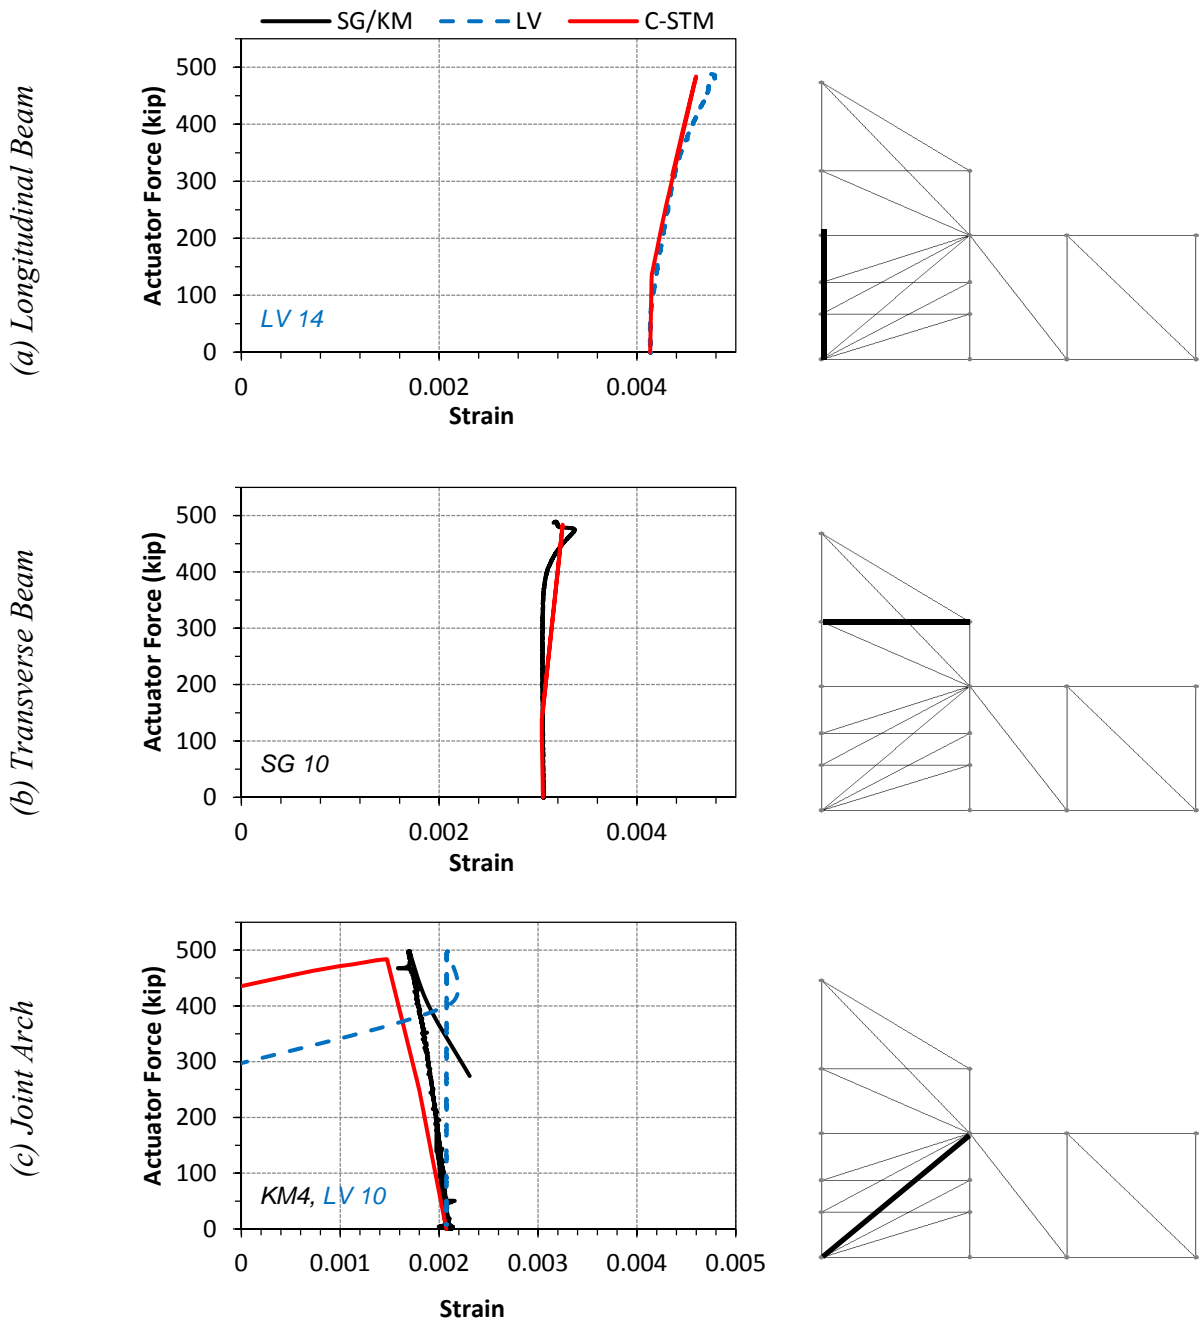 SG/KM LV C-STM
(a) Longitudinal Beam
Actuator Force (kip)
500
400
300
200
100
0
LV 14
0 0.002 0.004
Strain
(b) Transverse Beam
Actuator Force (kip)
500
400
300
200
100
0
SG 10
0 0.002 0.004
Strain
(c) Joint Arch
Actuator Force (kip)
500
400
300
200
100
0
KM4, LV 10
0 0.001 0.002 0.003 0.004 0.005
Strain